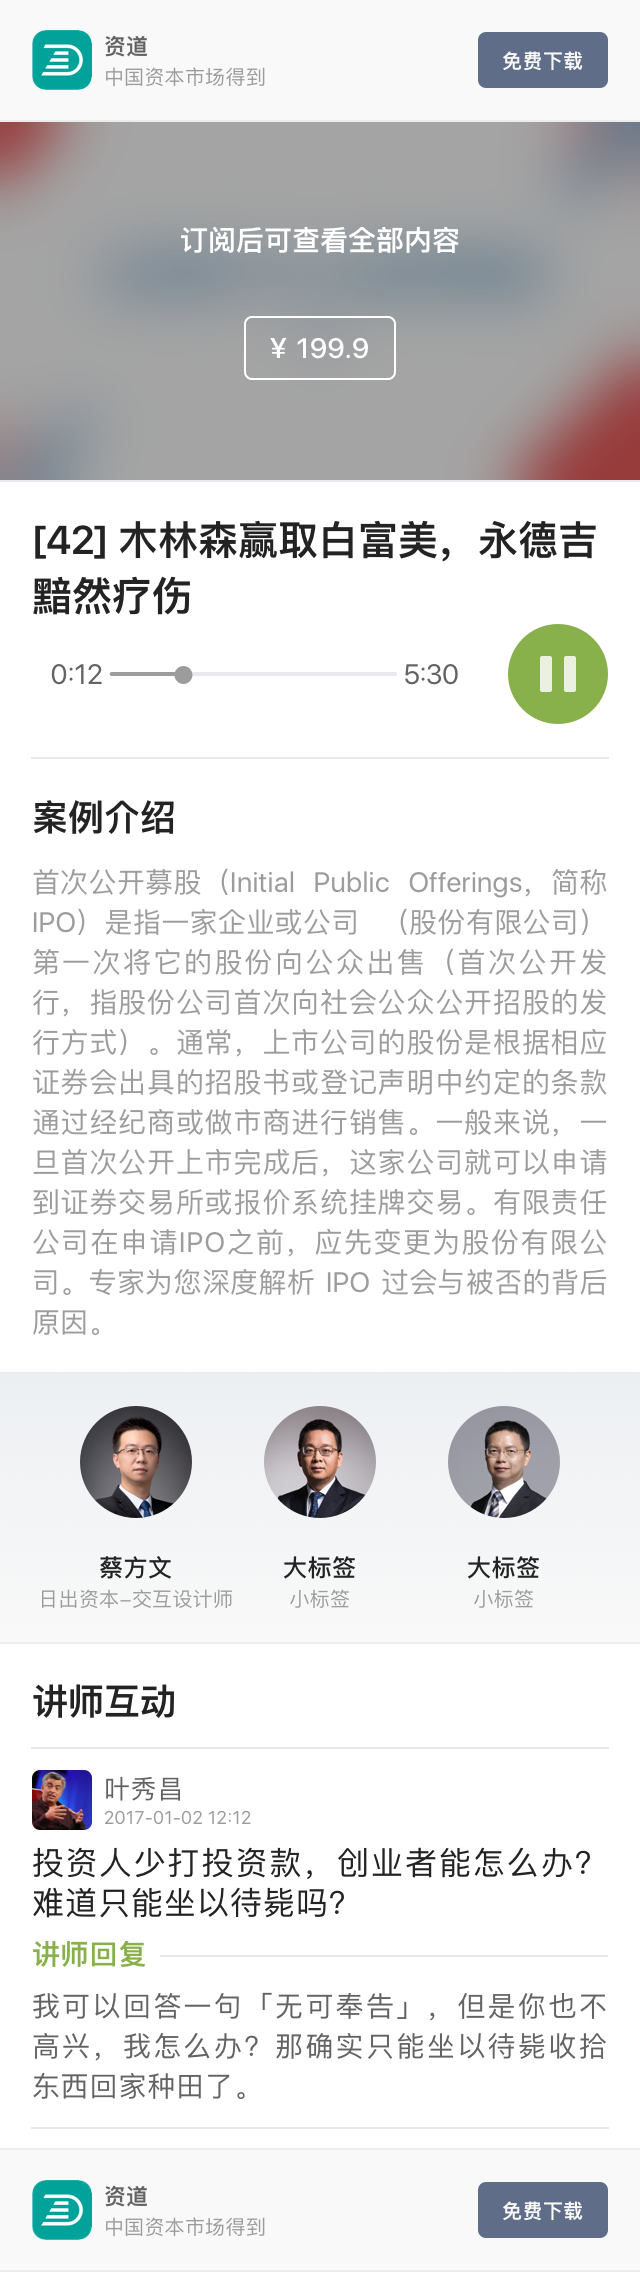 资道
中国资本市场得到
免费下载
订阅后可查看全部内容
¥ 199.9
[42] 木林森赢取白富美，永德吉
黯然疗伤
0:12
5:30
案例介绍
首次公开募股（Initial Public Offerings，简称
IPO）是指一家企业或公司 （股份有限公司）
第一次将它的股份向公众出售（首次公开发
行，指股份公司首次向社会公众公开招股的发
行方式）。通常，上市公司的股份是根据相应
证券会出具的招股书或登记声明中约定的条款
通过经纪商或做市商进行销售。一般来说，一
旦首次公开上市完成后，这家公司就可以申请
到证券交易所或报价系统挂牌交易。有限责任
公司在申请IPO之前，应先变更为股份有限公
司。专家为您深度解析 IPO 过会与被否的背后
原因。
蔡方文
日出资本–交互设计师
大标签
小标签
大标签
小标签
讲师互动
叶秀昌
2017-01-02 12:12
投资人少打投资款，创业者能怎么办？
难道只能坐以待毙吗？
讲师回复
我可以回答一句「无可奉告」，但是你也不
高兴，我怎么办？那确实只能坐以待毙收拾
东西回家种田了。
资道
中国资本市场得到
免费下载